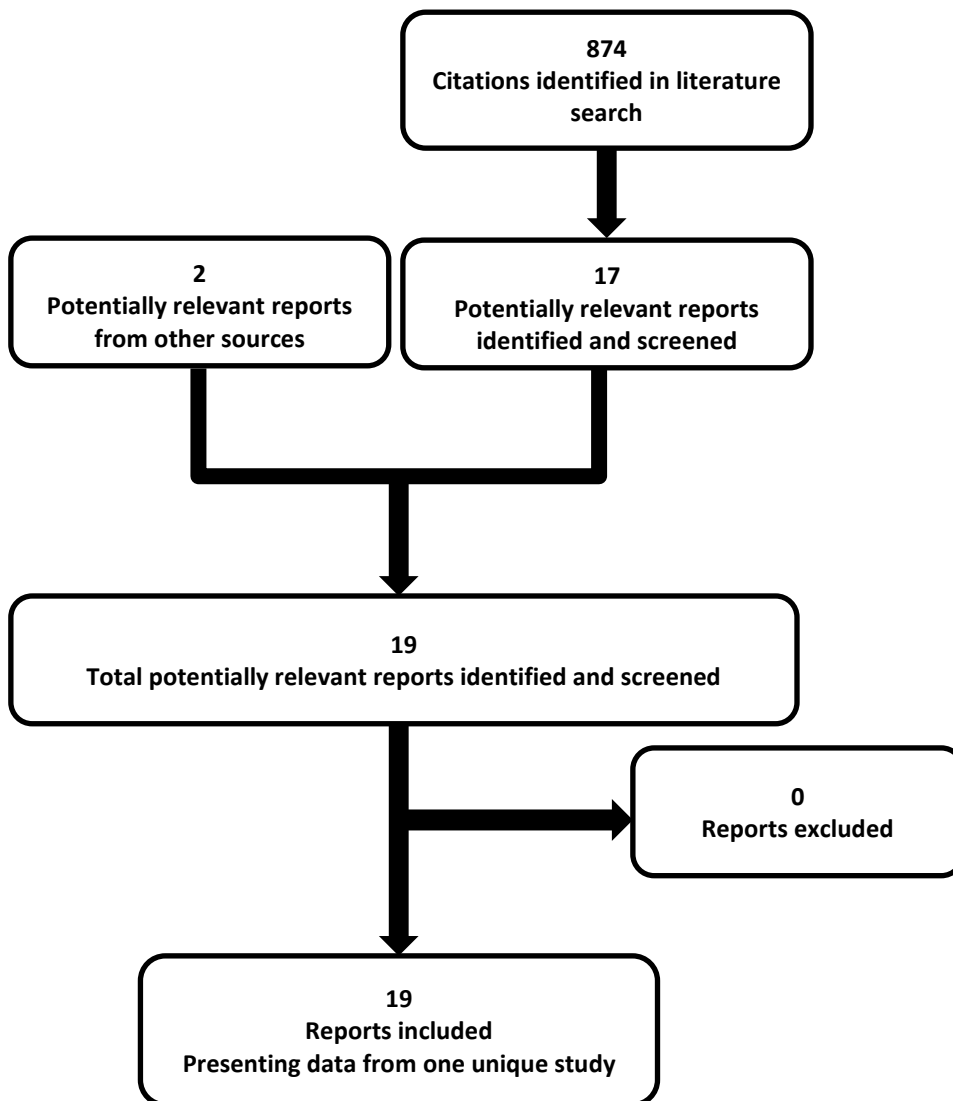 874
Citations identified in literature
search
2
Potentially relevant reports
from other sources
17
Potentially relevant reports
identified and screened
19
Total potentially relevant reports identified and screened
0
Reports excluded
19
Reports included
Presenting data from one unique study